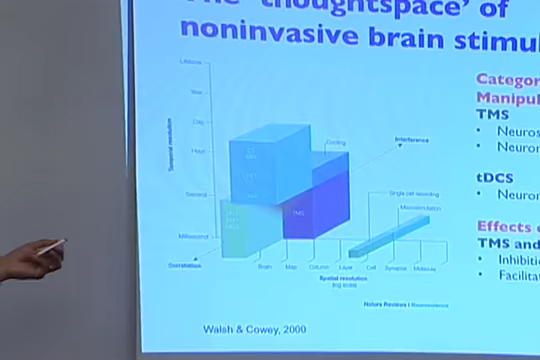 The 'thoughtspace' of
noninvasive brain stimul
Categor
Manipul
TMS
• Neuros
• Neuron
tDCS
• Neuron
Effects o
TMS and
• Inhibiti
• Facilitat
Lifetime
Year
Day
Hour
Second
Millisecond
Temporal resolution
Cooling
Interference
TMS
Single cell recording
Microstimulation
Correlation
Brain Map Column Layer Cell Synapse Molecule
Spatial resolution
(log scale)
Nature Reviews | Neuroscience
Walsh & Cowey, 2000